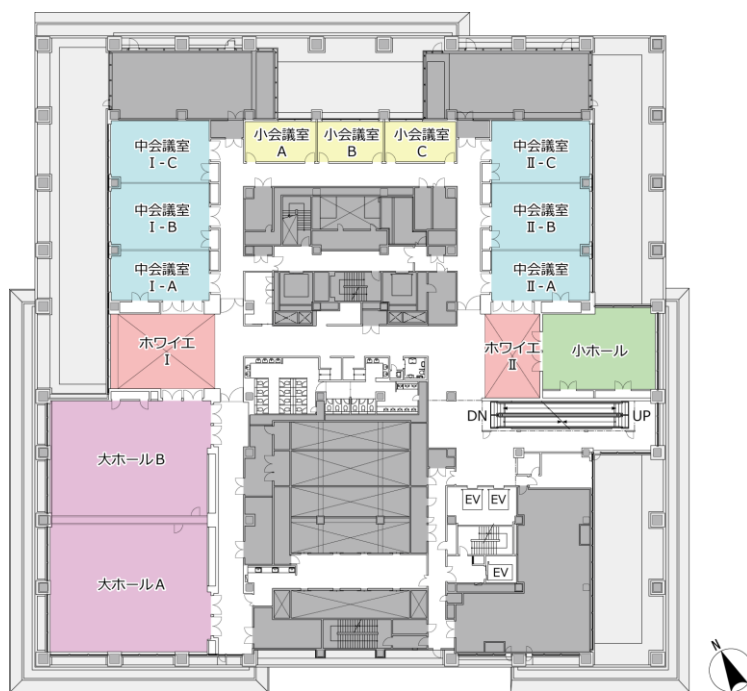 小会議室
A
小会議室
B
小会議室
C
中会議室
Ⅰ-C
中会議室
Ⅱ-C
中会議室
Ⅰ-B
中会議室
Ⅱ-B
中会議室
Ⅰ-A
中会議室
Ⅱ-A
ホワイエ
Ⅰ
ホワイエ
Ⅱ
小ホール
DN
UP
大ホールB
EV
EV
大ホールA
EV
N